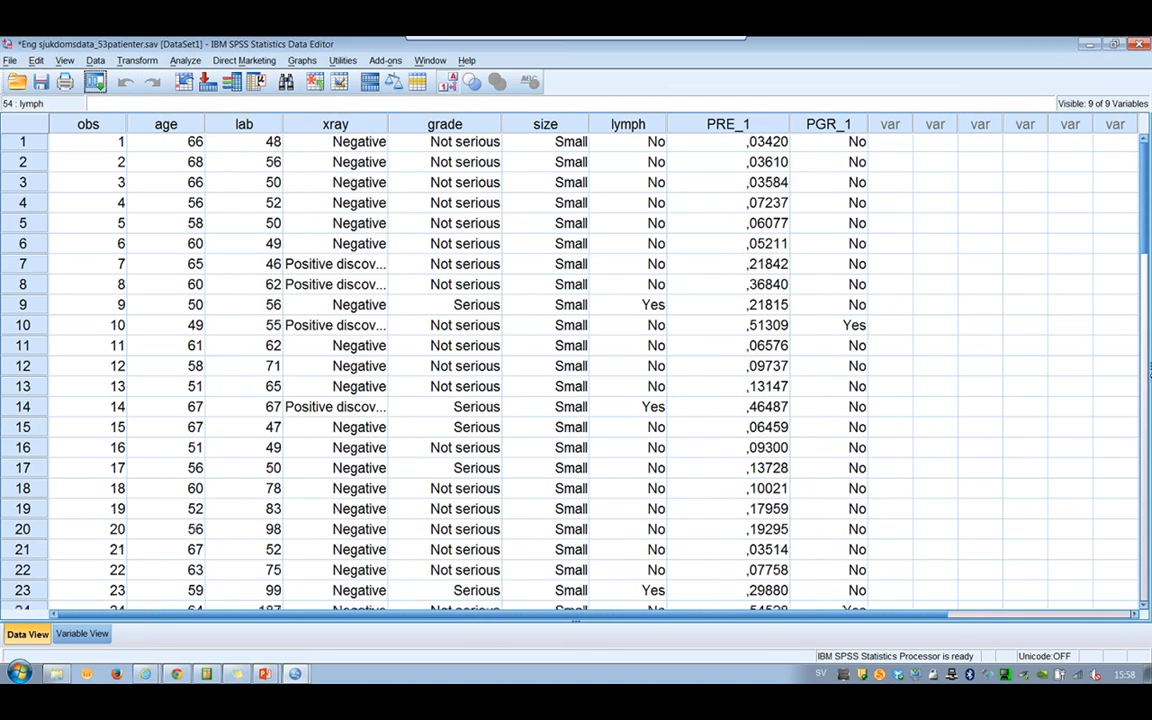 *Eng sjukdomsdata_53patienter.sav [DataSet1] - IBM SPSS Statistics Data Editor
File Edit View Data Transform Analyze Direct Marketing Graphs Utilities Add-ons Window Help
54 : lymph Visible: 9 of 9 Variables
obs age lab xray grade size lymph PRE_1 PGR_1 var var var var var var
1 1 66 48 Negative Not serious Small No ,03420 No
2 2 68 56 Negative Not serious Small No ,03610 No
3 3 66 50 Negative Not serious Small No ,03584 No
4 4 56 52 Negative Not serious Small No ,07237 No
5 5 58 50 Negative Not serious Small No ,06077 No
6 6 60 49 Negative Not serious Small No ,05211 No
7 7 65 46 Positive discov... Not serious Small No ,21842 No
8 8 60 62 Positive discov... Not serious Small No ,36840 No
9 9 50 56 Negative Serious Small Yes ,21815 No
10 10 49 55 Positive discov... Not serious Small No ,51309 Yes
11 11 61 62 Negative Not serious Small No ,06576 No
12 12 58 71 Negative Not serious Small No ,09737 No
13 13 51 65 Negative Not serious Small No ,13147 No
14 14 67 67 Positive discov... Serious Small Yes ,46487 No
15 15 67 47 Negative Serious Small No ,06459 No
16 16 51 49 Negative Not serious Small No ,09300 No
17 17 56 50 Negative Serious Small No ,13728 No
18 18 60 78 Negative Not serious Small No ,10021 No
19 19 52 83 Negative Not serious Small No ,17959 No
20 20 56 98 Negative Not serious Small No ,19295 No
21 21 67 52 Negative Not serious Small No ,03514 No
22 22 63 75 Negative Not serious Small No ,07758 No
23 23 59 99 Negative Serious Small Yes ,29880 No
24 24 64 187 Negative Not serious Small No ,54528 Yes
Data View Variable View
IBM SPSS Statistics Processor is ready Unicode:OFF
SV 15:58